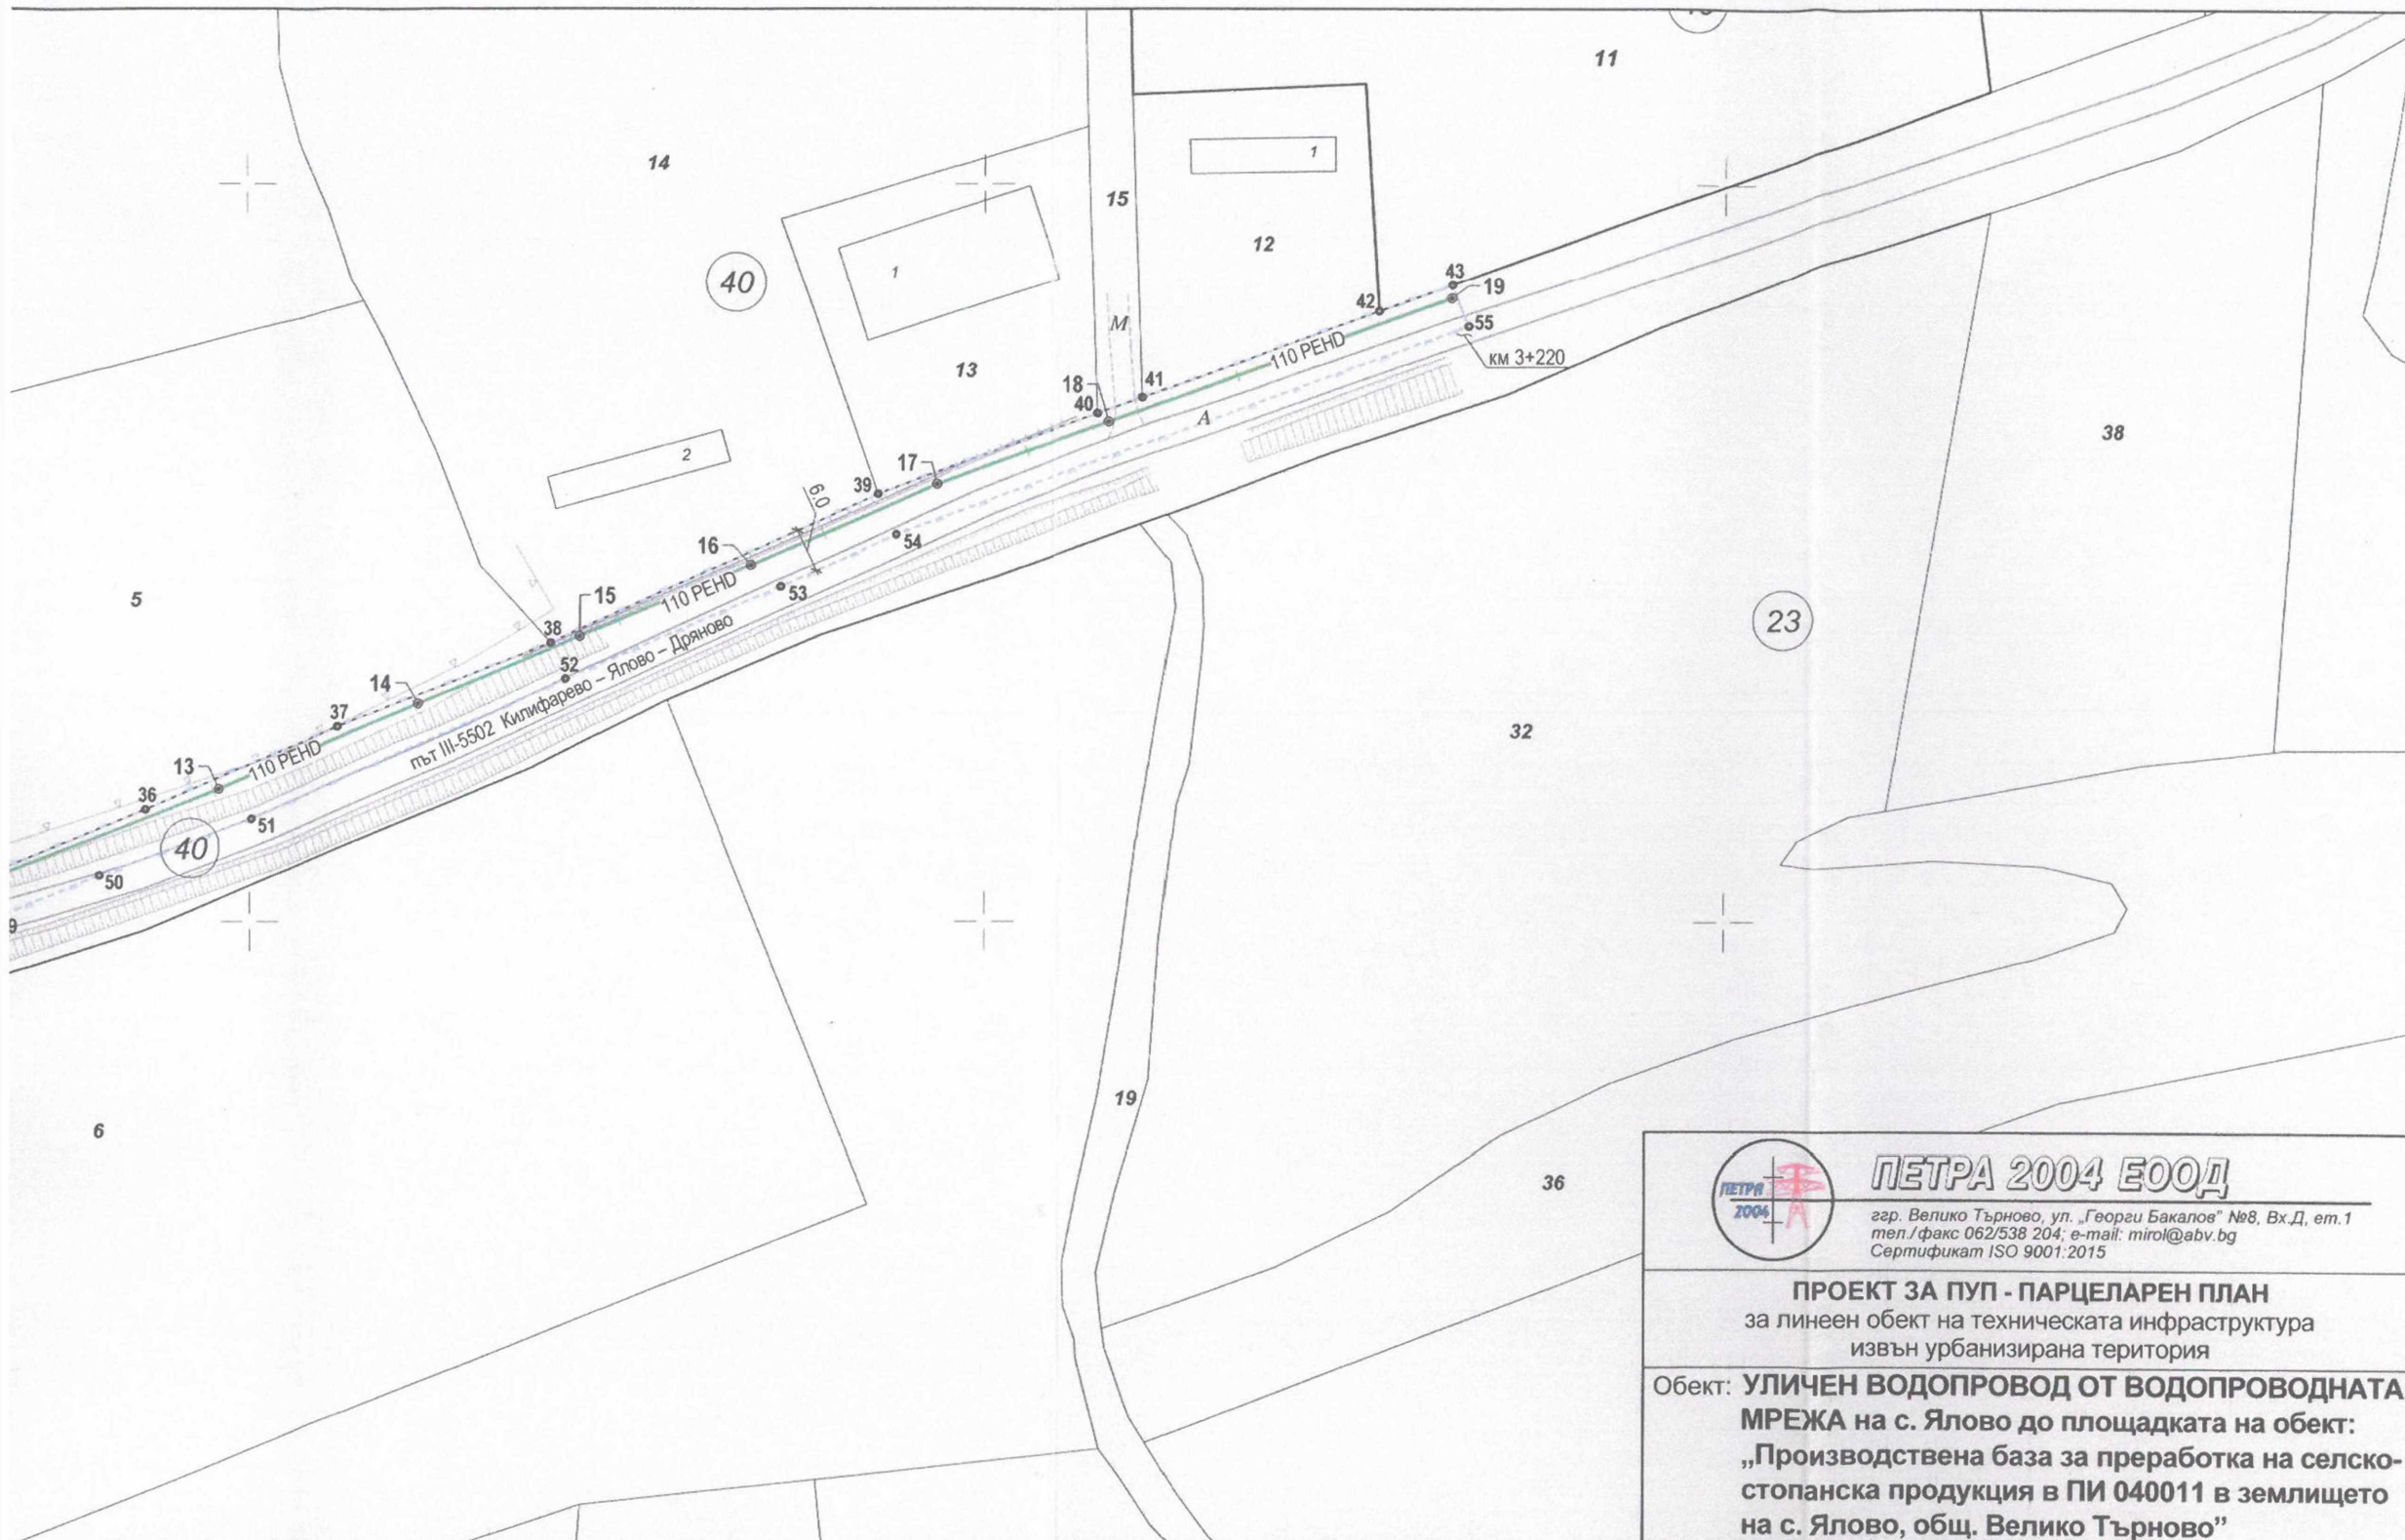 11
14
1
15
12
40
1
43
19
42
55
М
110 PEHD
км 3+220
13
18
41
40
А
38
2
17
39
6.0
54
16
53
5
15
110 PEHD
23
38
52
път III-5502 Килифарево – Ялово – Дряново
14
37
32
110 PEHD
13
36
51
40
50
9
19
6
36
ПЕТРА
2004
ПЕТРА 2004 ЕООД
ггр. Велико Търново, ул. „Георги Бакалов” №8, Вх.Д, ет.1
тел./факс 062/538 204; e-mail: mirol@abv.bg
Сертификат ISO 9001:2015
ПРОЕКТ ЗА ПУП - ПАРЦЕЛАРЕН ПЛАН
за линеен обект на техническата инфраструктура
извън урбанизирана територия
Обект: УЛИЧЕН ВОДОПРОВОД ОТ ВОДОПРОВОДНАТА
МРЕЖА на с. Ялово до площадката на обект:
„Производствена база за преработка на селско-
стопанска продукция в ПИ 040011 в землището
на с. Ялово, общ. Велико Търново”